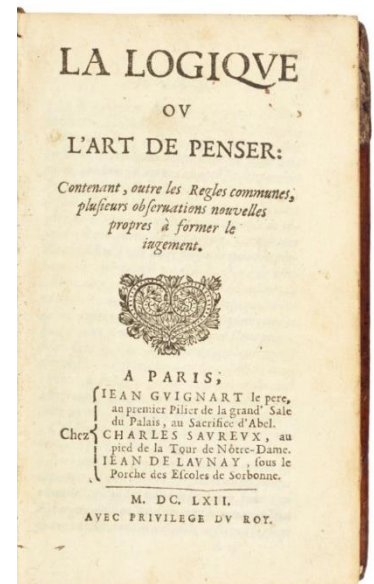 LA LOGIQVE
OV
L'ART DE PENSER:
Contenant, outre les Regles communes,
plusieurs obseruations nouvelles
propres à former le
iugement.
A PARIS,
IEAN GVIGNART le pere,
au premier Pilier de la grand' Sale
du Palais, au Sacrifice d'Abel.
Chez CHARLES SAVREVX, au
pied de la Tour de Nôtre-Dame.
IEAN DE LAVNAY, sous le
Porche des Escoles de Sorbonne.
M. DC. LXII.
AVEC PRIVILEGE DV ROY.